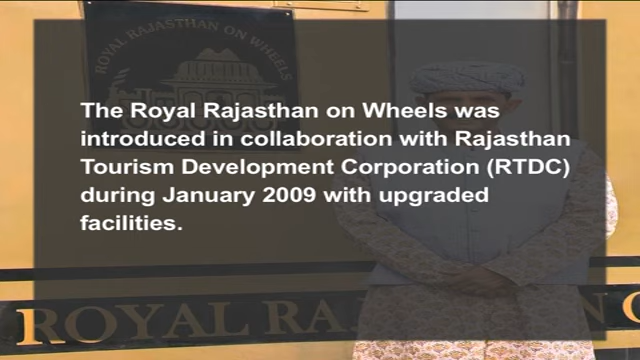 ROYAL RAJASTHAN ON WHEELS
The Royal Rajasthan on Wheels was
introduced in collaboration with Rajasthan
Tourism Development Corporation (RTDC)
during January 2009 with upgraded
facilities.
ROYAL RA